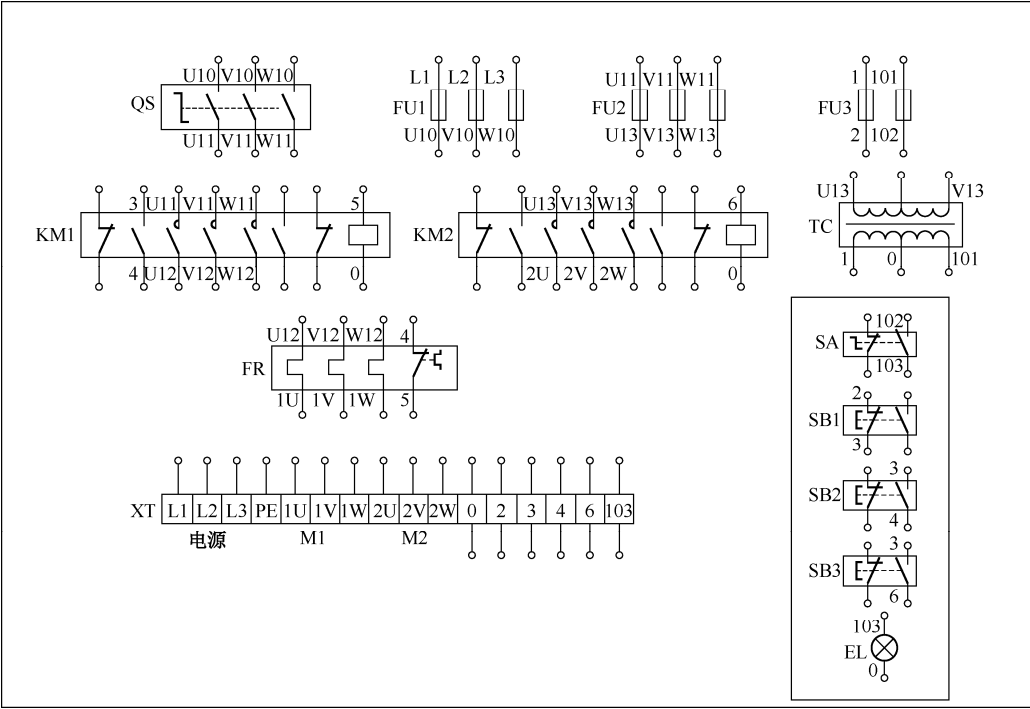 U10 V10 W10
QS
U11 V11 W11
L1 L2 L3
FU1
U10 V10 W10
U11 V11 W11
FU2
U13 V13 W13
1 101
FU3
2 102
3 U11 V11 W11 5
KM1
4 U12 V12 W12 0
U13 V13 W13 6
KM2
2U 2V 2W 0
U13 V13
TC
1 0 101
U12 V12 W12 4
FR
1U 1V 1W 5
102
SA
103
2
SB1
3
3
SB2
4
3
SB3
6
103
EL
0
XT L1 L2 L3 PE 1U 1V 1W 2U 2V 2W 0 2 3 4 6 103
电源 M1 M2